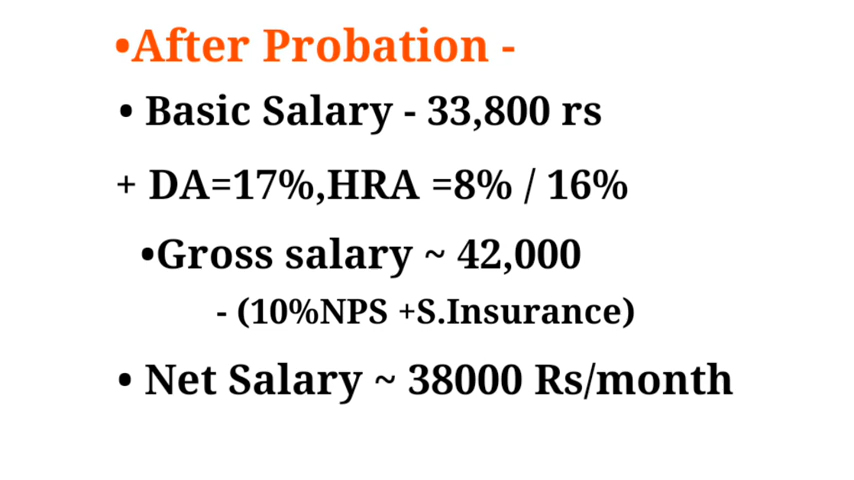 •After Probation -
• Basic Salary - 33,800 rs
+ DA=17%,HRA =8% / 16%
•Gross salary ~ 42,000
- (10%NPS +S.Insurance)
• Net Salary ~ 38000 Rs/month